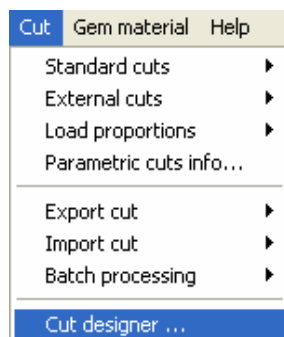 Cut Gem material Help
Standard cuts
External cuts
Load proportions
Parametric cuts info...
Export cut
Import cut
Batch processing
Cut designer ...